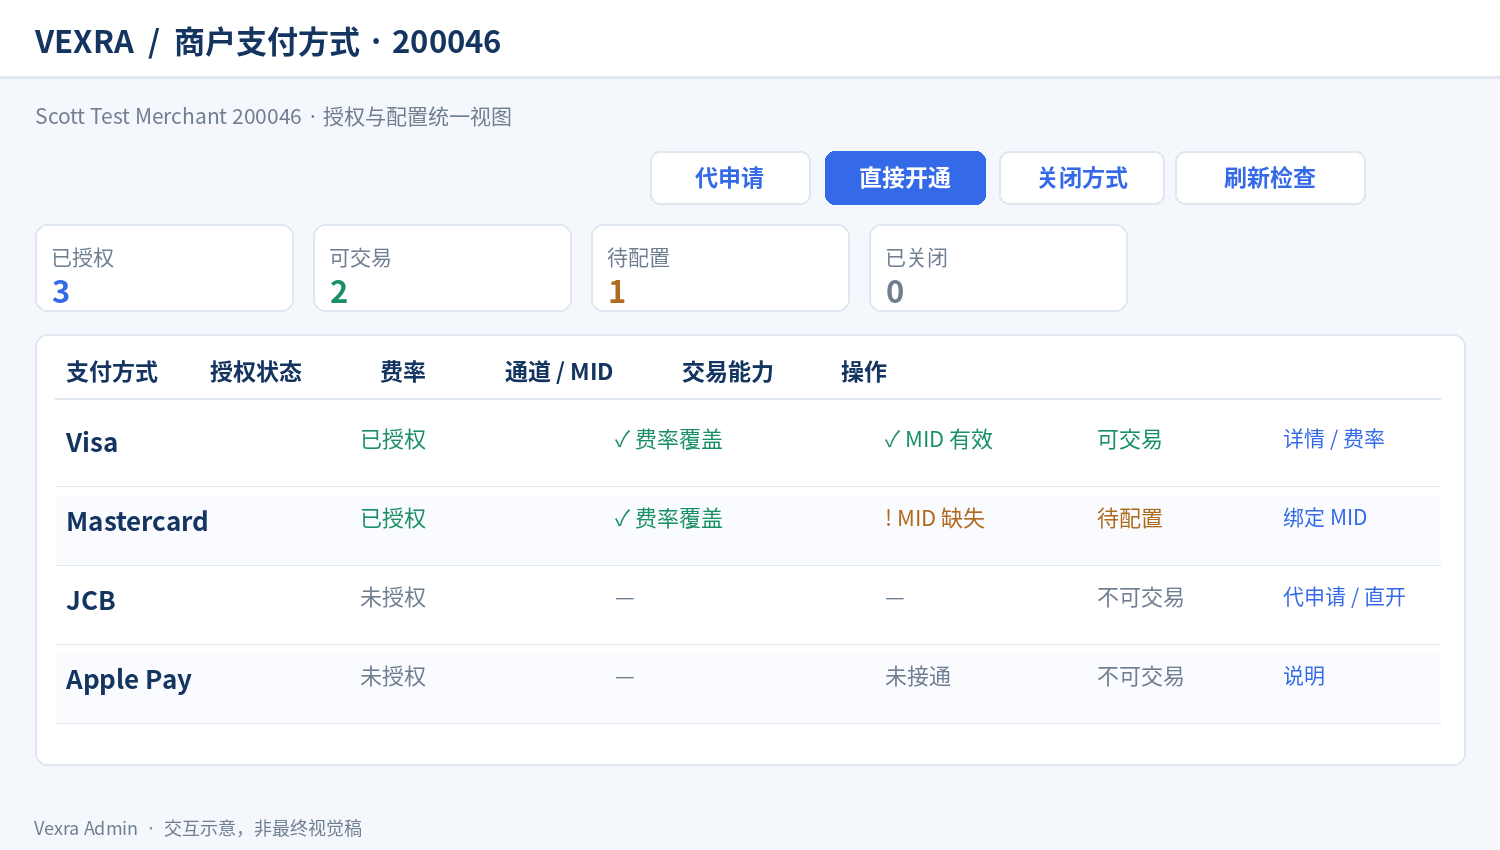 VEXRA / 商户支付方式 · 200046
Scott Test Merchant 200046 · 授权与配置统一视图
代申请 直接开通 关闭方式 刷新检查
已授权 可交易 待配置 已关闭
3 2 1 0
支付方式 授权状态 费率 通道 / MID 交易能力 操作
Visa 已授权 ✓ 费率覆盖 ✓ MID 有效 可交易 详情 / 费率
Mastercard 已授权 ✓ 费率覆盖 ! MID 缺失 待配置 绑定 MID
JCB 未授权 — — 不可交易 代申请 / 直开
Apple Pay 未授权 — 未接通 不可交易 说明
Vexra Admin · 交互示意，非最终视觉稿